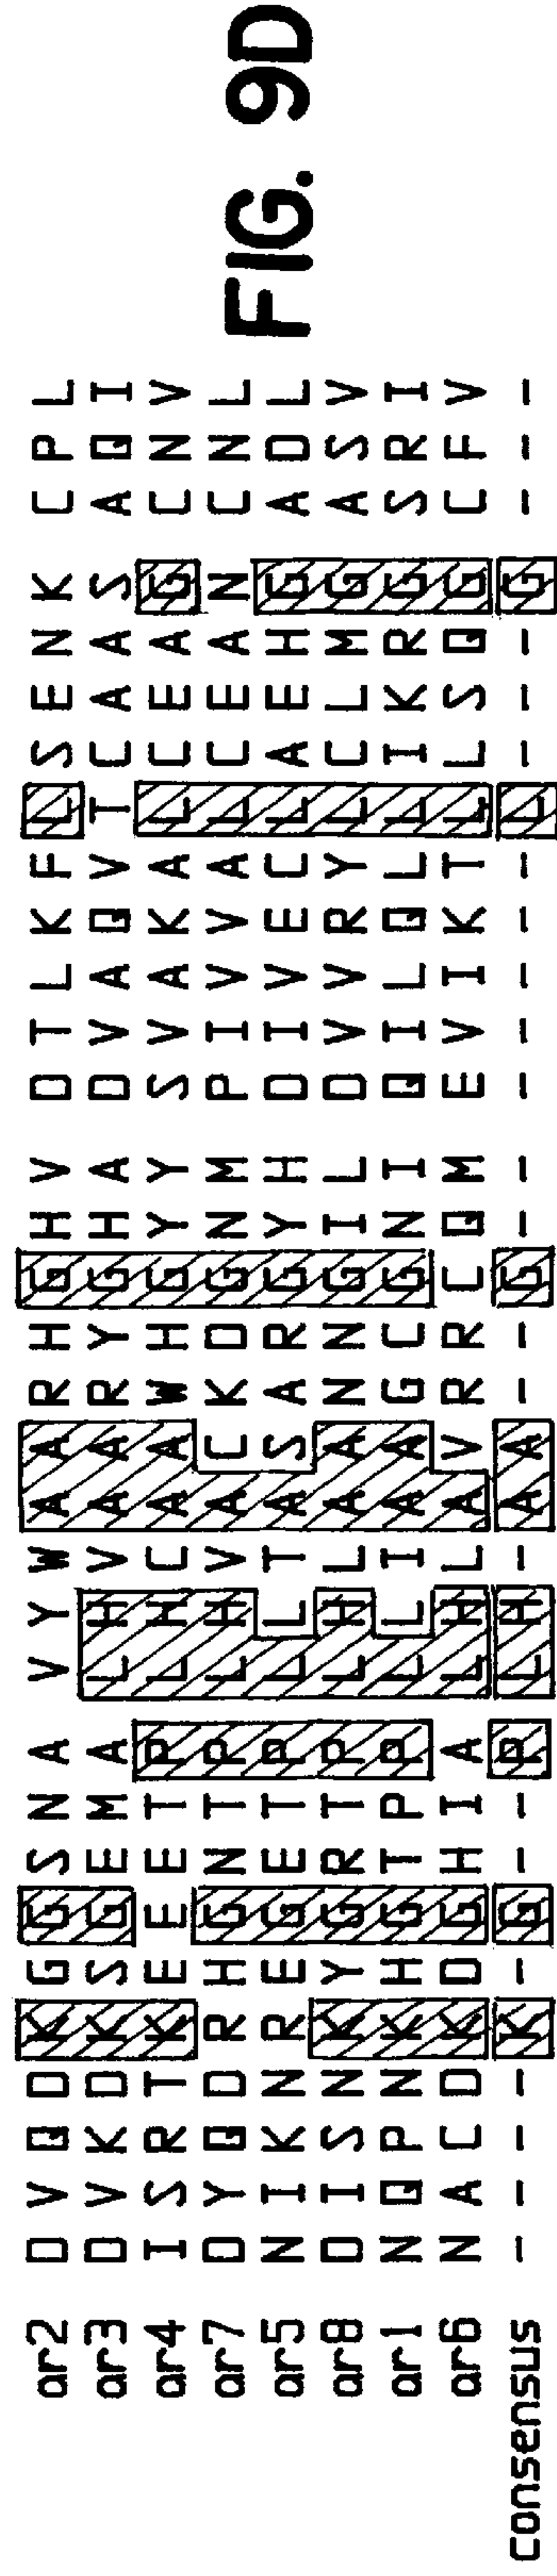 ar2 D V Q D K G G S N A V Y W A A R H G H V D T L K F L S E N K C P L
ar3 D V K D K S G E M A L H V A A R Y G H A D V A Q V T C A A S A Q I
ar4 I S R T K E E E T P L H C A A W H G Y Y S V A K A L C E A G C N V
ar7 D Y Q D R H G N T P L H V A C K D G N M P I V V A L C E A N C N L
ar5 N I K N R E G E T P L L T A S A R G Y H D I V E C L A E H G A D L
ar8 D I S N K Y G R T P L H L A A N N G I L D V V R Y L C L M G A S V
ar1 N Q P N K H G T P P L L I A A G C G N I Q I L Q L L I K R G S R I
ar6 N A C D K D G H I A L H L A V R R C Q M E V I K T L L S Q G C F V
consensus - - - - K - G - - P L H - A A - - G - - - - - - - L - - - G - - -
FIG. 9D